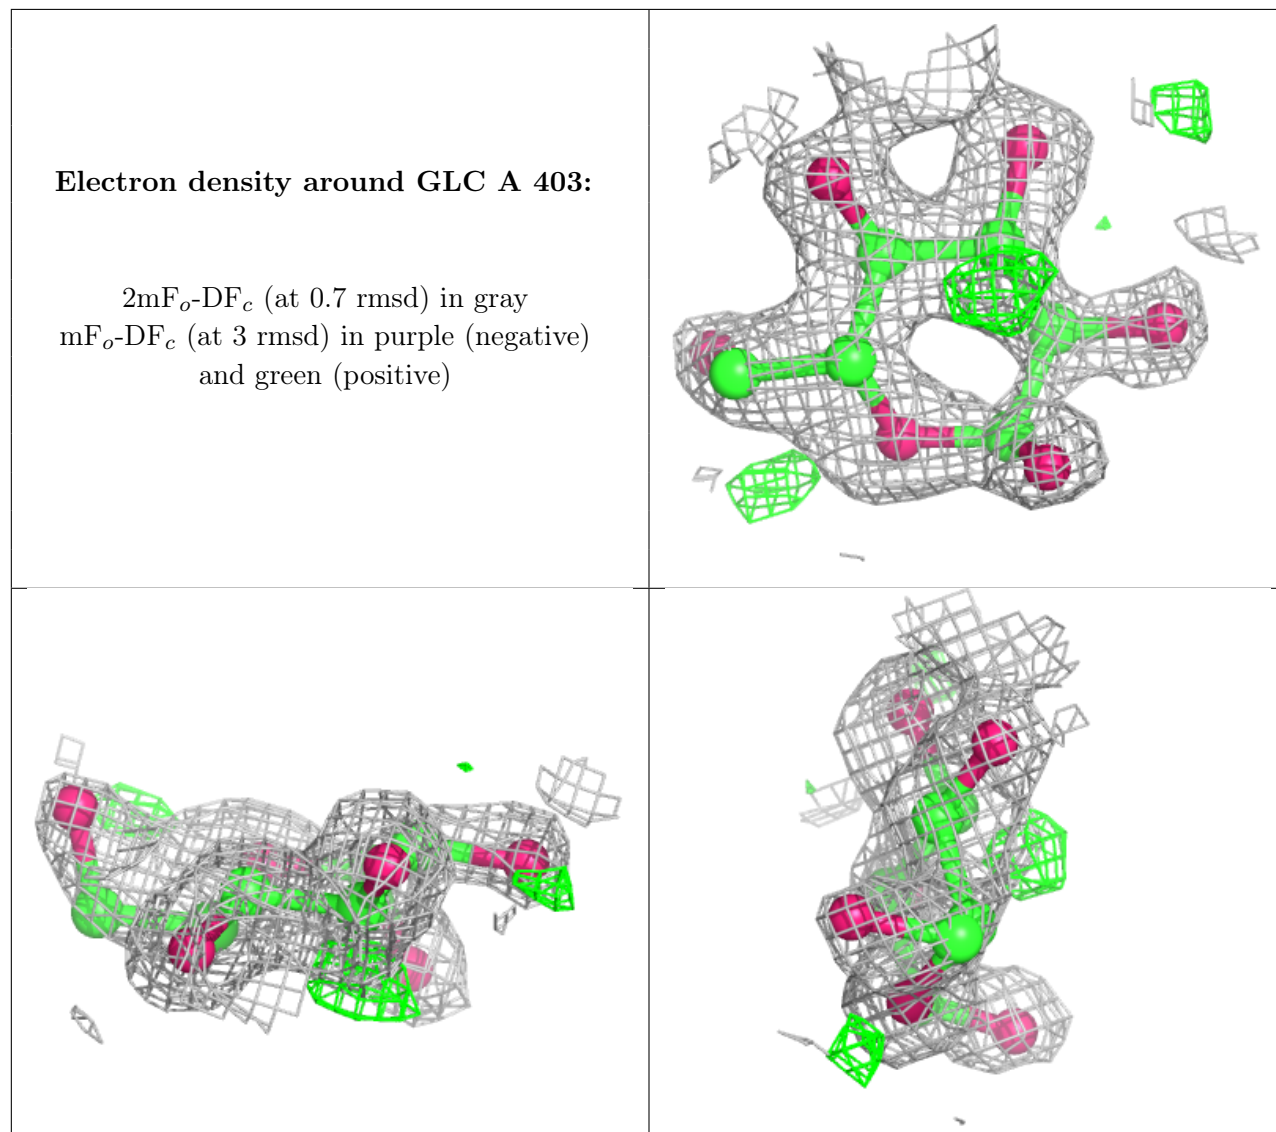 Electron density around GLC A 403:
2mFo-DFc (at 0.7 rmsd) in gray
mFo-DFc (at 3 rmsd) in purple (negative)
and green (positive)